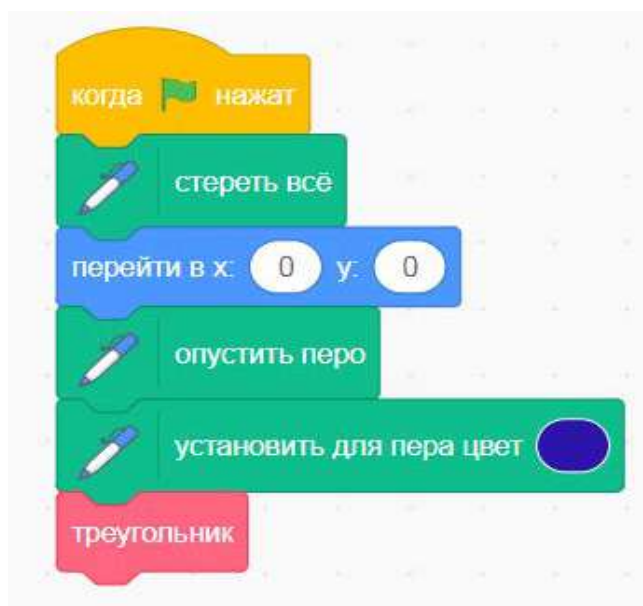 когда нажат
стереть всё
перейти в x: 0 y: 0
опустить перо
установить для пера цвет
треугольник